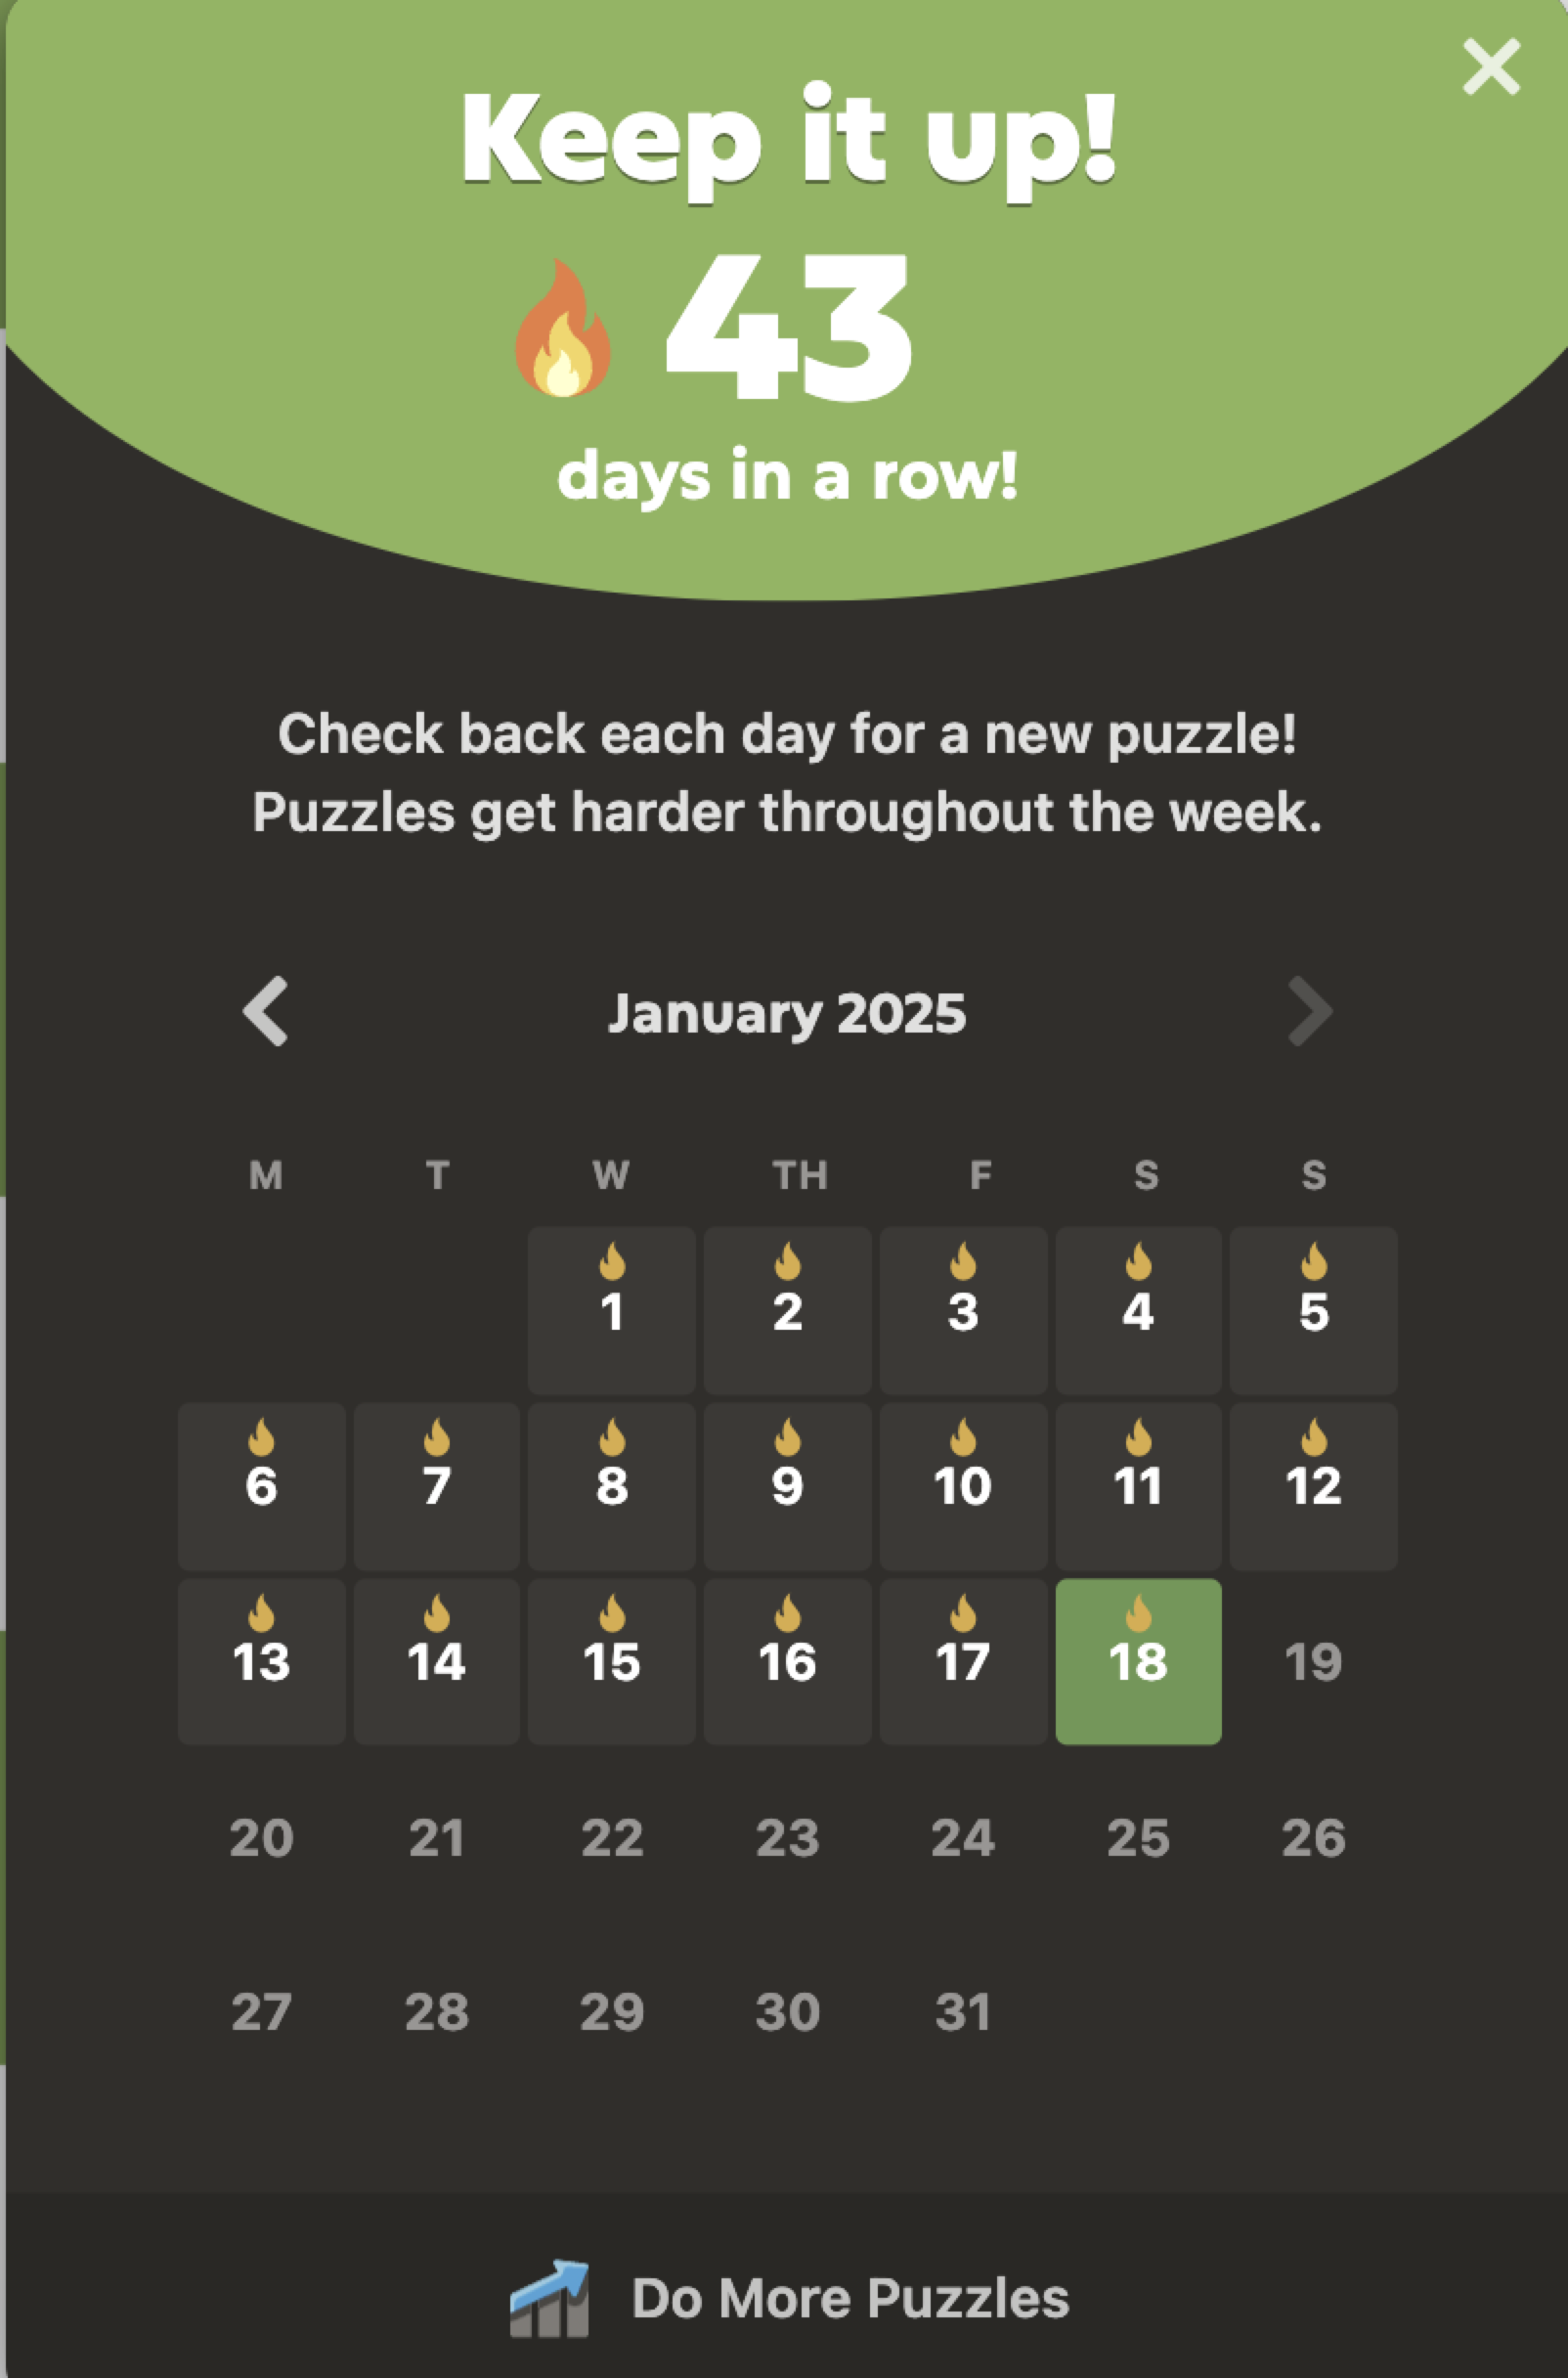 Keep it up!
43
days in a row!
Check back each day for a new puzzle!
Puzzles get harder throughout the week.
January 2025
M T W TH F S S
1 2 3 4 5
6 7 8 9 10 11 12
13 14 15 16 17 18 19
20 21 22 23 24 25 26
27 28 29 30 31
Do More Puzzles